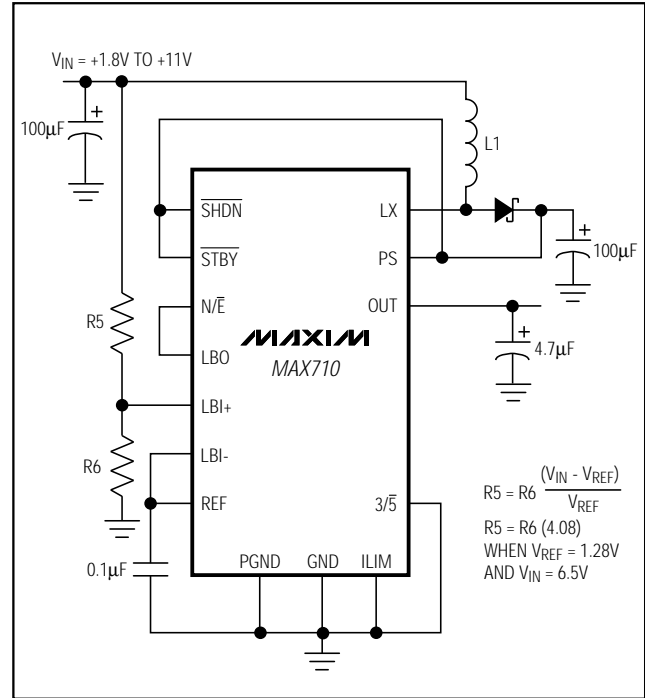 V_IN = +1.8V TO +11V
100µF
L1
SHDN
LX
STBY
PS
100µF
N/E
OUT
R5
LBO
MAXIM
MAX710
4.7µF
LBI+
LBI-
R6
REF
3/5
R5 = R6 (V_IN - V_REF) / V_REF
R5 = R6 (4.08)
WHEN V_REF = 1.28V
AND V_IN = 6.5V
0.1µF
PGND GND ILIM